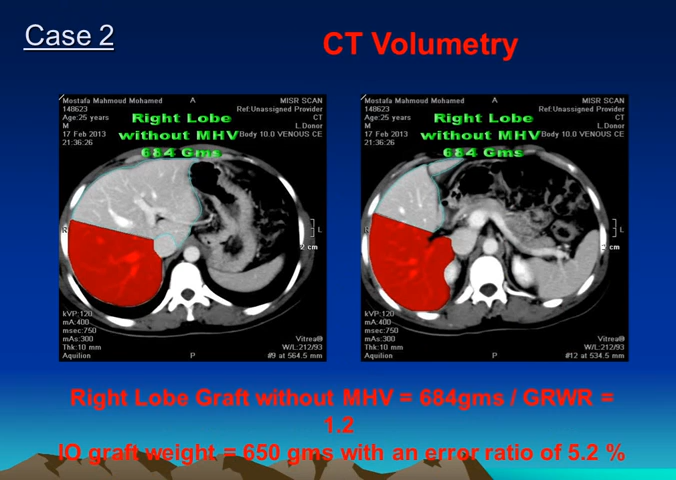 Case 2
CT Volumetry
Mostafa Mahmoud Mohamed
148623
Age:25 years
M
17 Feb 2013
21:36:26
A
MISR SCAN
Ref:Unassigned Provider
CT
L.Donor
Body 10.0 VENOUS CE
Right Lobe
without MHV
684 Gms
R
L
2 cm
kVP:120
mA:400
msec:750
mAs:300
Thk:10 mm
Aquilion
P
Vitrea®
W/L:212/93
#9 at 564.5 mm
Mostafa Mahmoud Mohamed
148623
Age:25 years
M
17 Feb 2013
21:36:26
A
MISR SCAN
Ref:Unassigned Provider
CT
L.Donor
Body 10.0 VENOUS CE
Right Lobe
without MHV
684 Gms
R
L
cm
kVP:120
mA:400
msec:750
mAs:300
Thk:10 mm
Aquilion
P
Vitrea®
W/L:212/93
#12 at 534.5 mm
Right Lobe Graft without MHV = 684gms / GRWR =
1.2
IO graft weight = 650 gms with an error ratio of 5.2 %